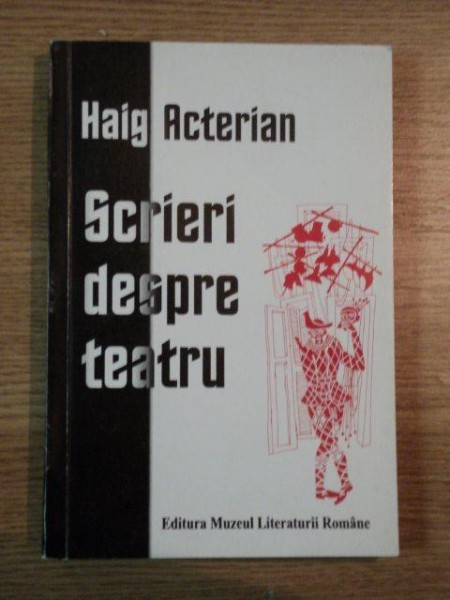 Haig Acterian
Scrieri
despre
teatru
Editura Muzeul Literaturii Române